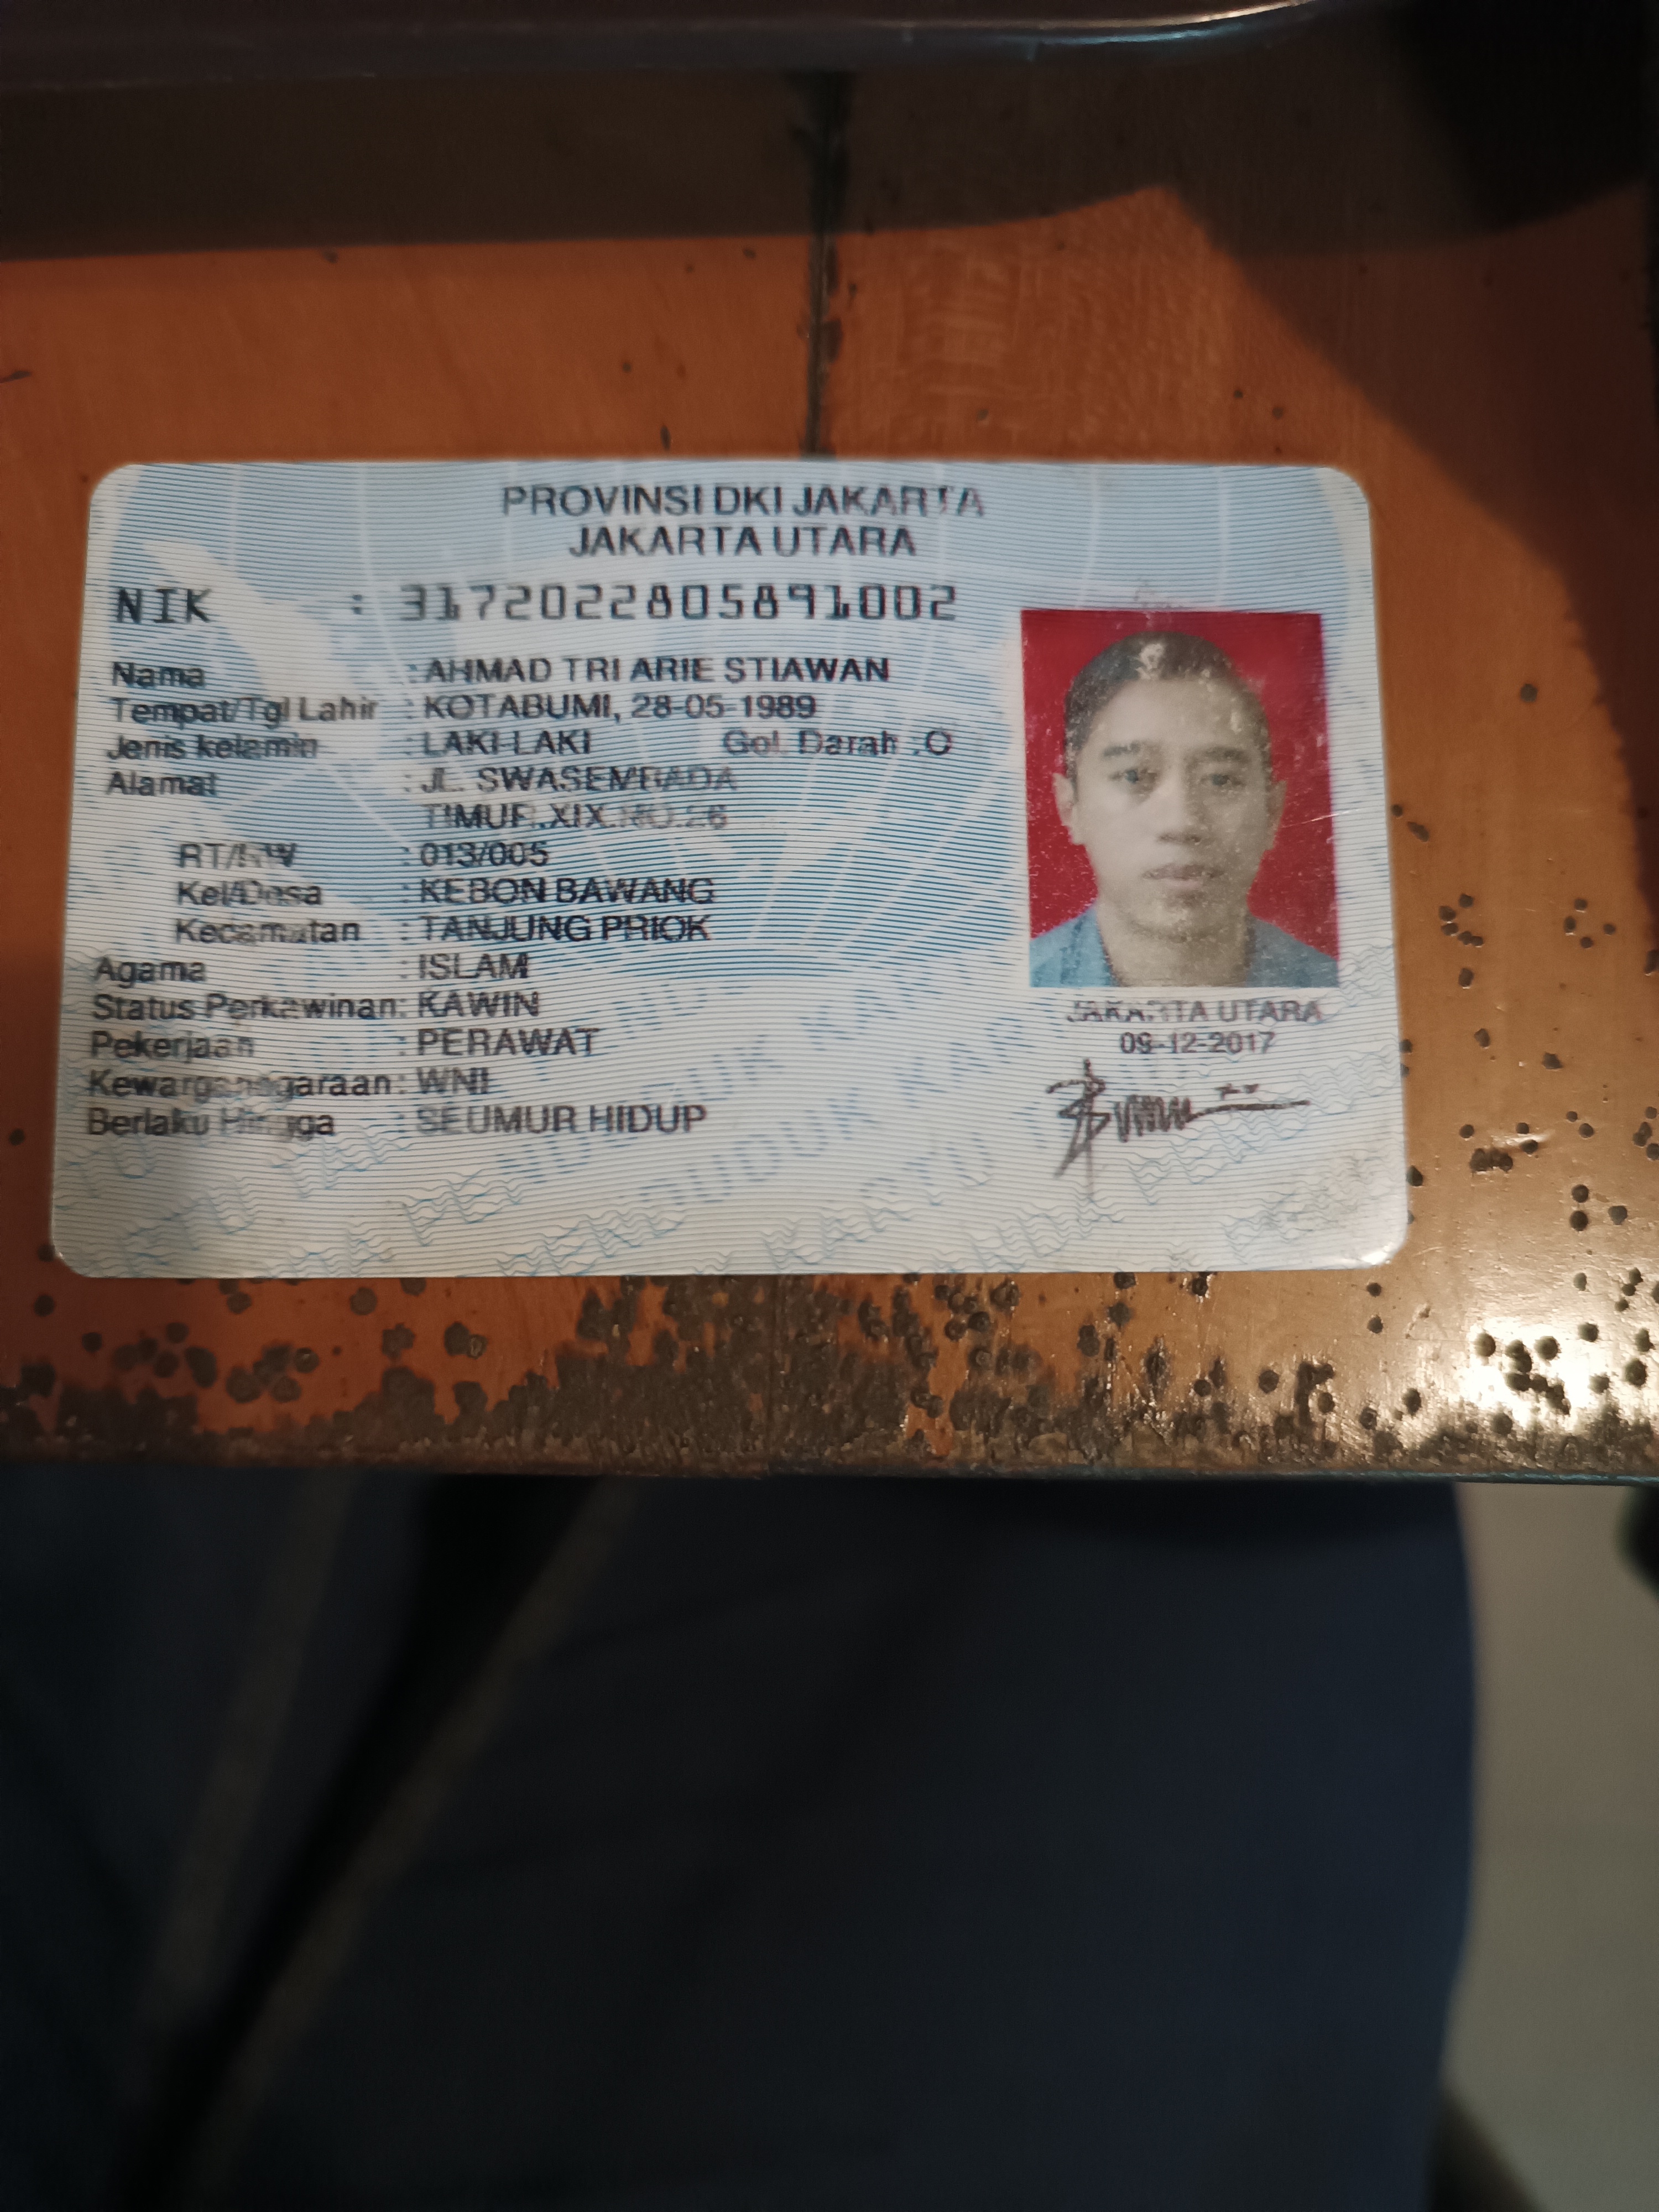 PROVINSI DKI JAKARTA
JAKARTA UTARA
NIK : 3172022805891002
Nama : AHMAD TRI ARIE STIAWAN
Tempat/Tgl Lahir : KOTABUMI, 28-05-1989
Jenis kelamin : LAKI-LAKI Gol. Darah : O
Alamat : JL. SWASEMBADA
TIMUR.XIX.NO.26
RT/RW : 013/005
Kel/Desa : KEBON BAWANG
Kecamatan : TANJUNG PRIOK
Agama : ISLAM
Status Perkawinan: KAWIN
Pekerjaan : PERAWAT
Kewarganegaraan: WNI
Berlaku Hingga : SEUMUR HIDUP
JAKARTA UTARA
09-12-2017